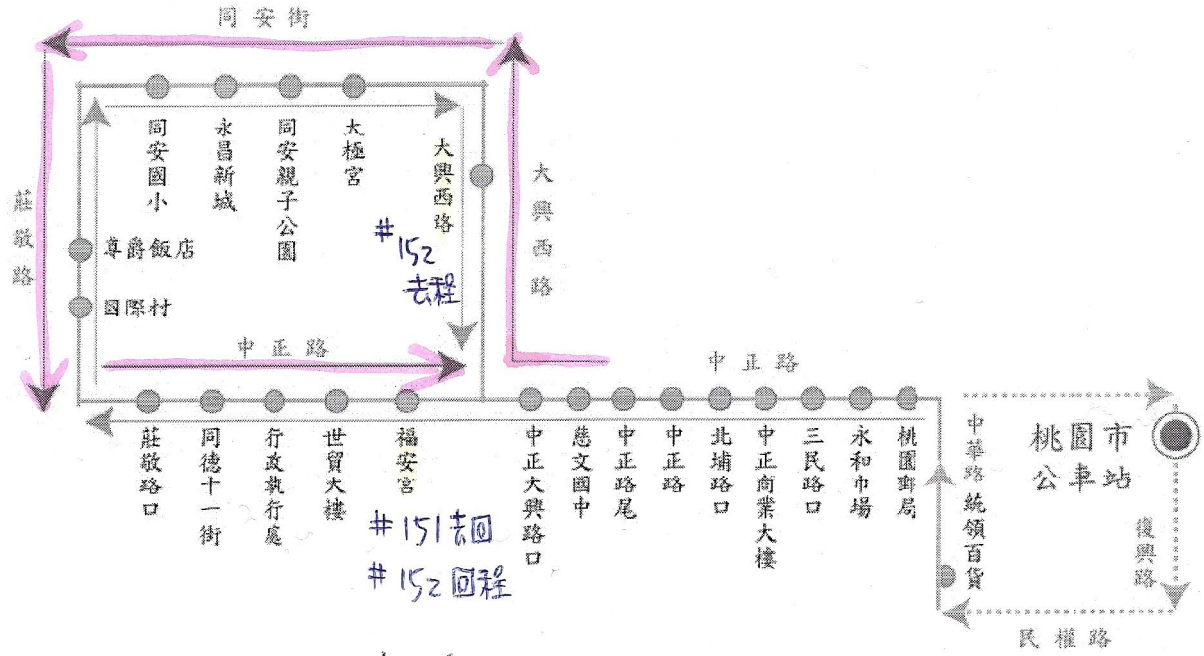 同安街
同安國小
永昌新城
同安親子公園
太極宮
大興西路
大興西路
莊敬路
尊爵飯店
國際村
#152
去程
中正路
中正路
莊敬路口
同德十一街
行政執行處
世貿大樓
福安宮
中正大興路口
慈文國中
中正路尾
中正路
北埔路口
中正商業大樓
三民路口
永和市場
桃園郵局
中華路
統領百貨
桃園市
公車站
復興路
民權路
#151去回
#152回程